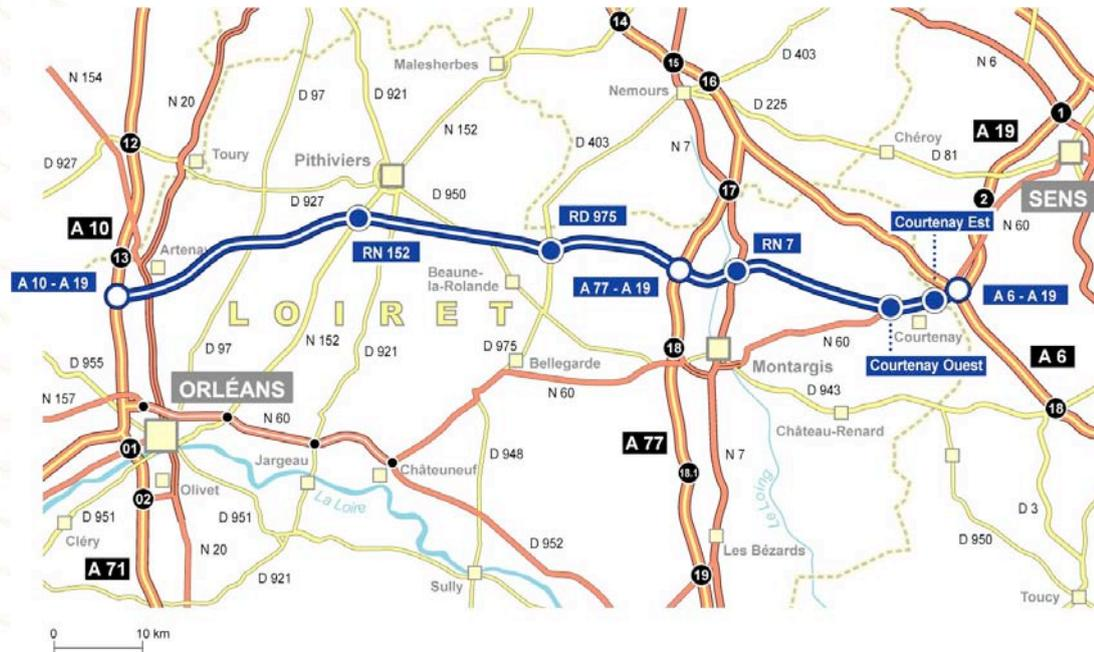 14
D 403
Malesherbes
15
N 6
N 154
D 97
D 921
16
Nemours
N 20
D 225
1
N 152
A 19
12
Chéroy
D 403
N 7
D 81
Toury
Pithiviers
D 927
D 950
17
2
SENS
D 927
RD 975
Courtenay Est
N 60
A 10
RN 7
13
Artenay
RN 152
Beaune-
la-Rolande
A 10 - A 19
A 77 - A 19
A 6 - A 19
LOIRET
Courtenay
N 152
N 60
D 97
D 921
D 975
18
A 6
D 955
Bellegarde
Montargis
Courtenay Ouest
ORLÉANS
N 157
N 60
D 943
N 60
18
Château-Renard
01
A 77
D 948
N 7
Jargeau
Châteuneuf
18.1
Olivet
La Loire
Le Loing
02
D 951
D 951
D 3
Cléry
N 20
D 952
D 950
Les Bézards
A 71
D 921
Sully
19
Toucy
0
10 km